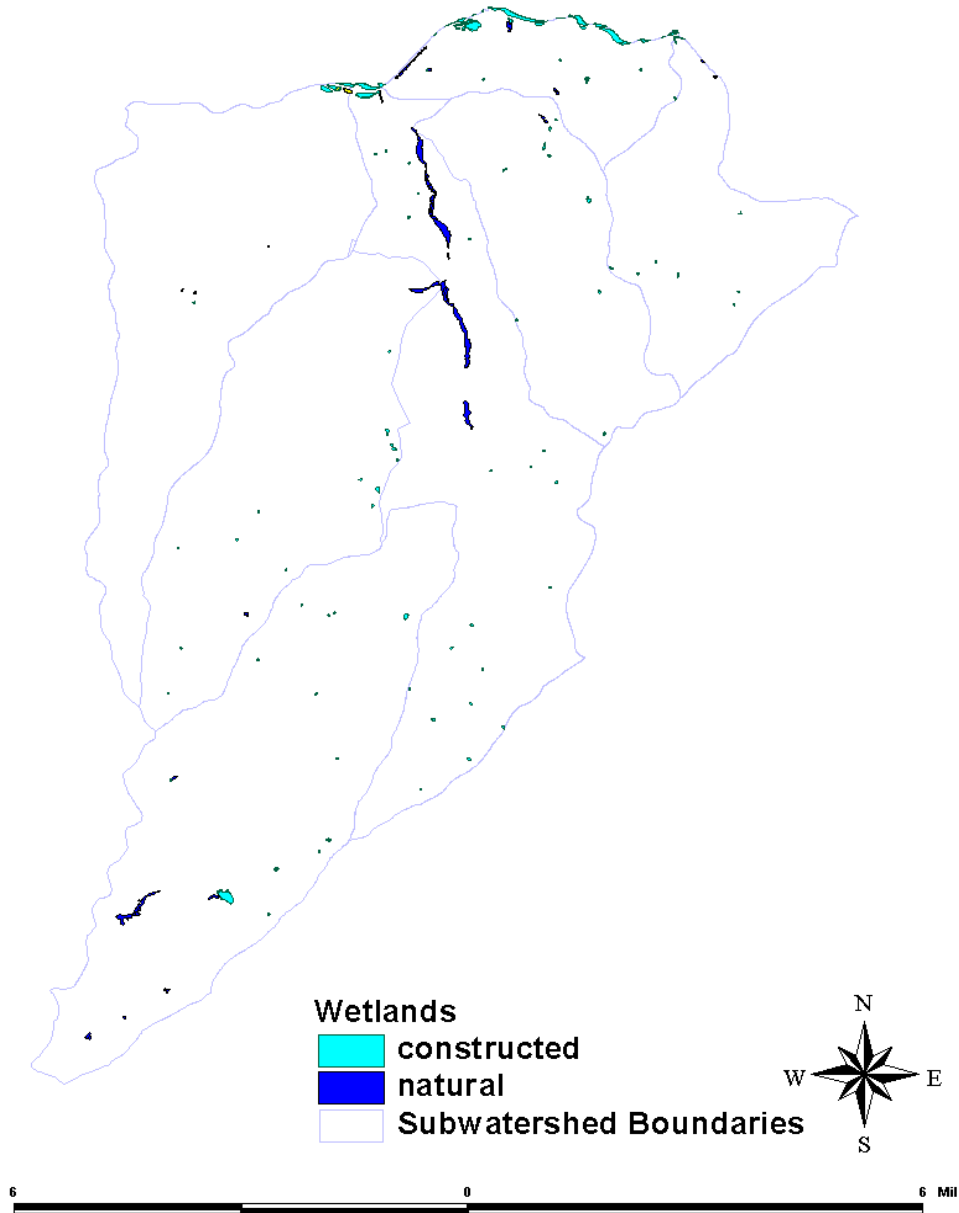 Wetlands
constructed
natural
Subwatershed Boundaries
N
W E
S
6 0 6 Mil